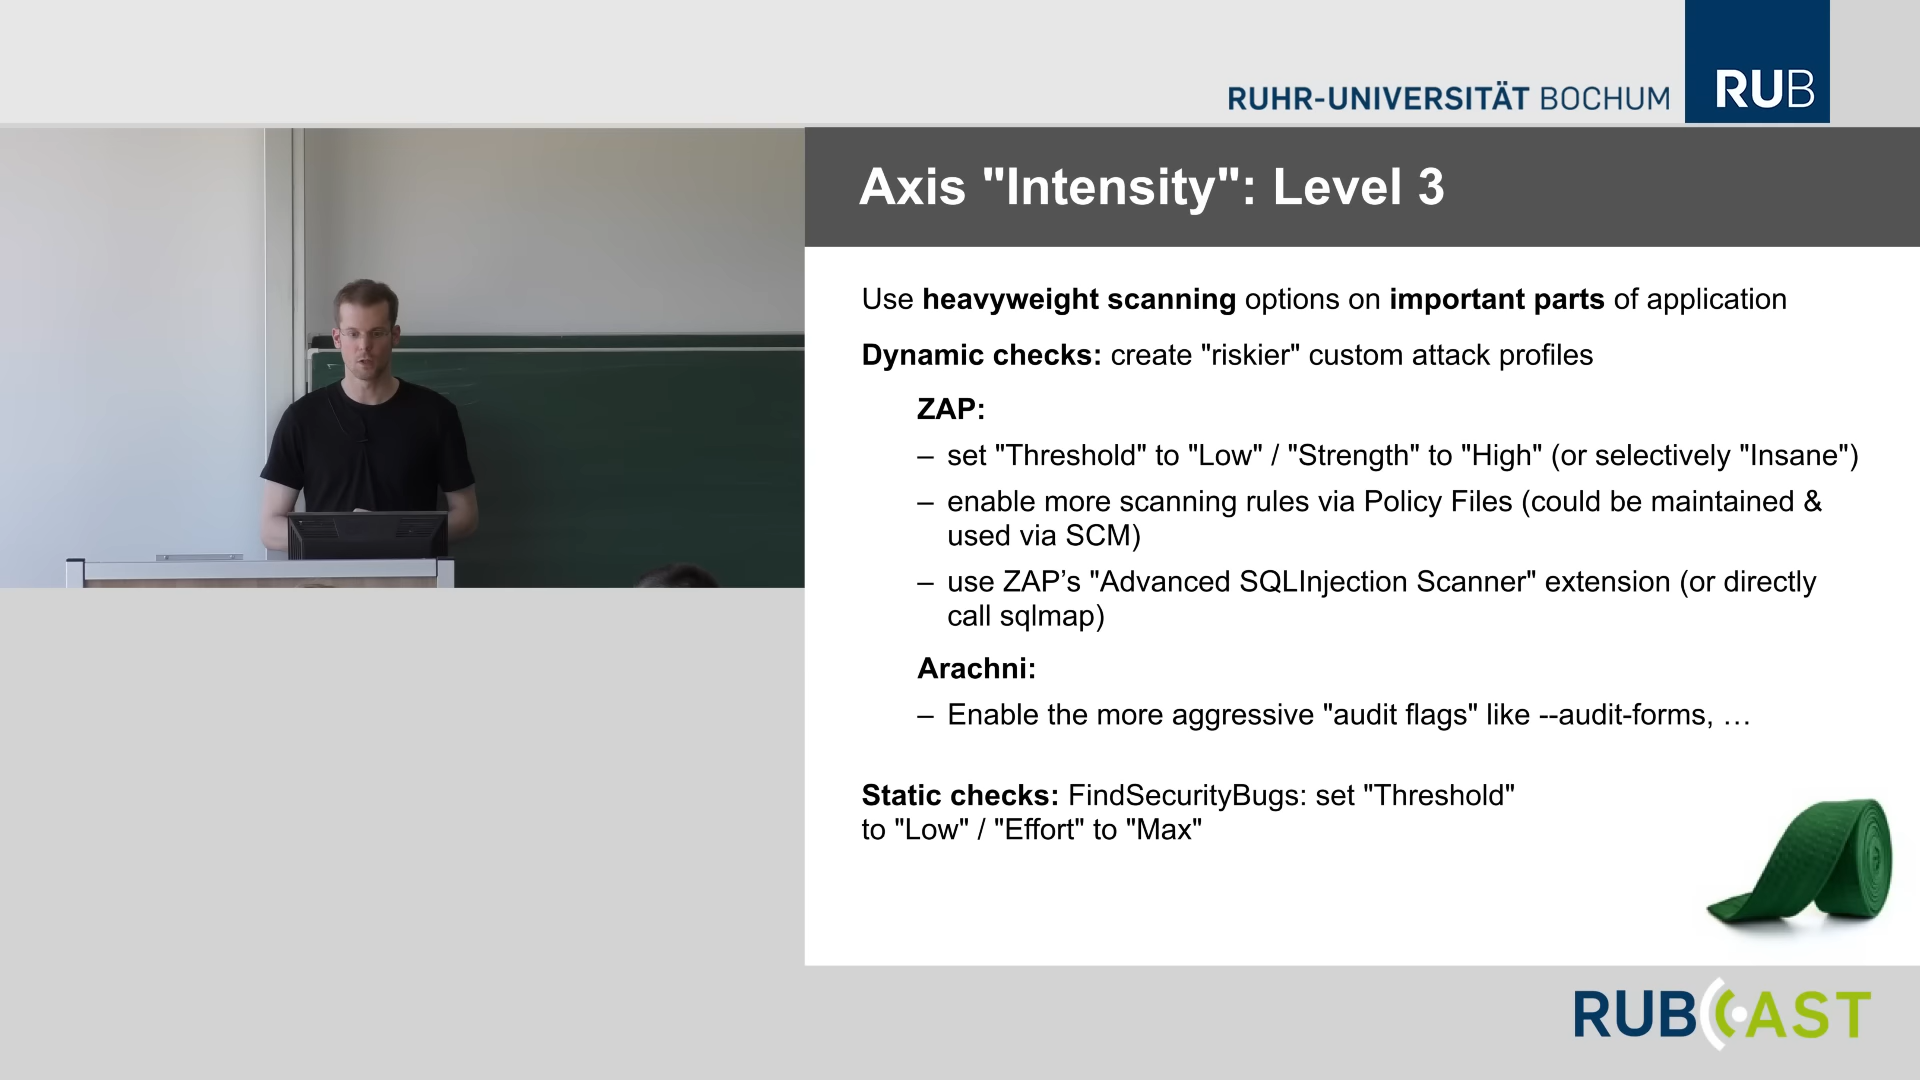 RUHR-UNIVERSITÄT BOCHUM
RUB
Axis "Intensity": Level 3
Use heavyweight scanning options on important parts of application
Dynamic checks: create "riskier" custom attack profiles
ZAP:
– set "Threshold" to "Low" / "Strength" to "High" (or selectively "Insane")
– enable more scanning rules via Policy Files (could be maintained &
used via SCM)
– use ZAP’s "Advanced SQLInjection Scanner" extension (or directly
call sqlmap)
Arachni:
– Enable the more aggressive "audit flags" like --audit-forms, …
Static checks: FindSecurityBugs: set "Threshold"
to "Low" / "Effort" to "Max"
RUBCAST